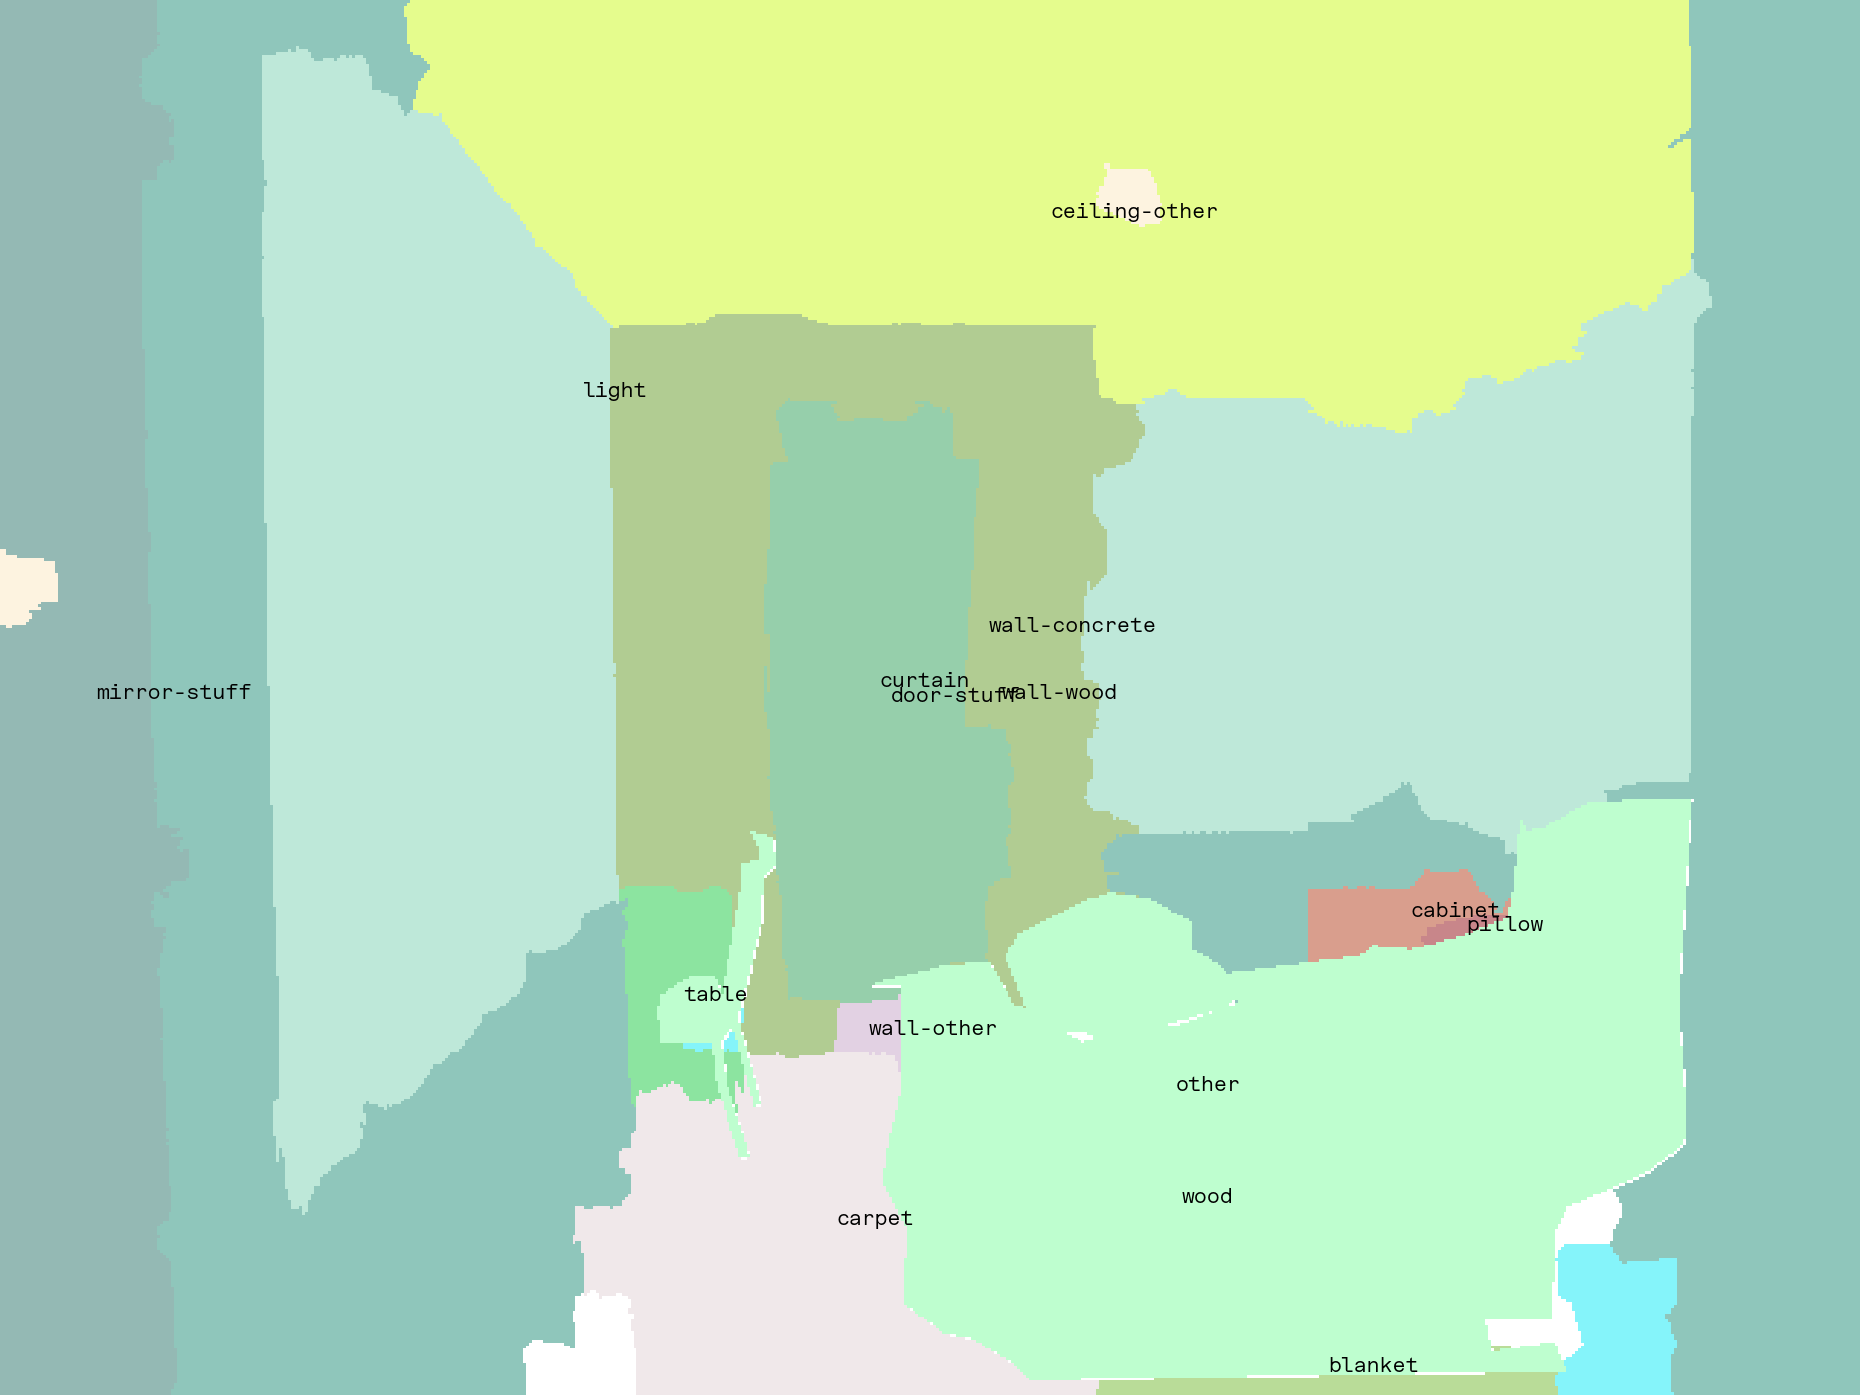 ceiling-other
light
wall-concrete
curtain
mirror-stuff
door-stuff
wall-wood
cabinet
pillow
table
wall-other
other
wood
carpet
blanket